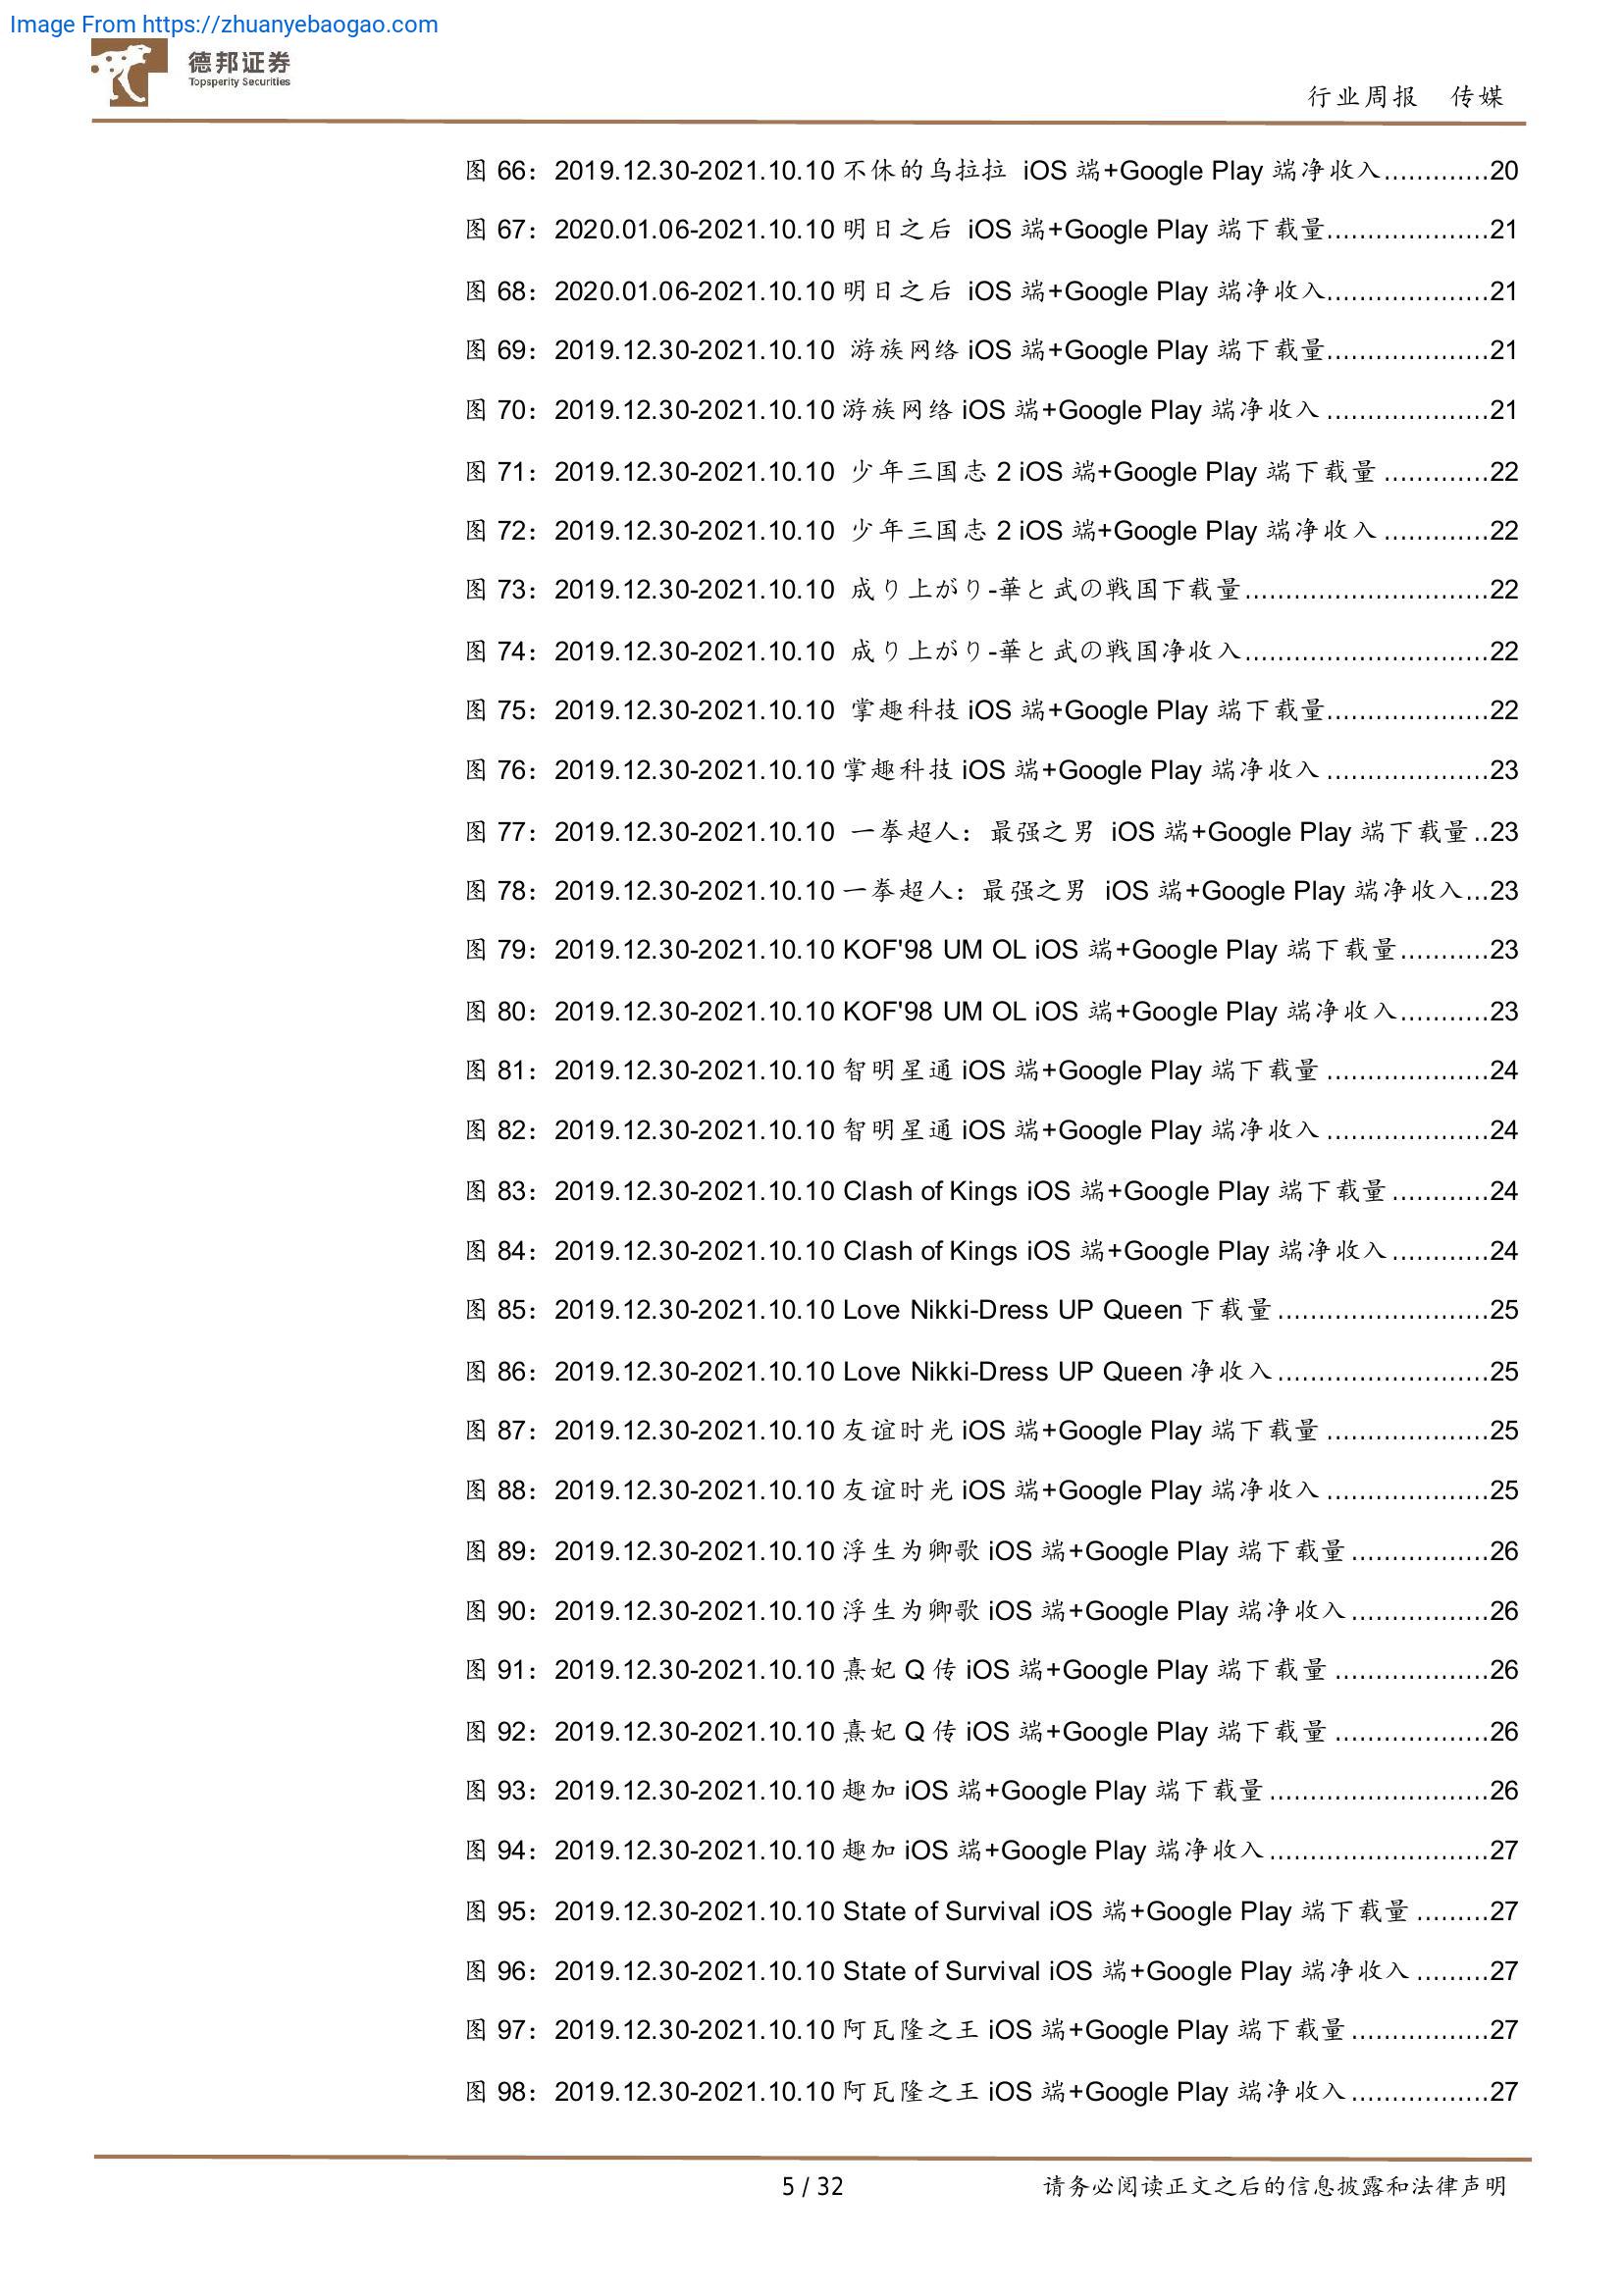 Image From https://zhuanyebaogao.com
德邦证券
Topsperity Securities
行业周报 传媒
图 66：2019.12.30-2021.10.10 不休的乌拉拉 iOS 端+Google Play 端净收入.............20
图 67：2020.01.06-2021.10.10 明日之后 iOS 端+Google Play 端下载量....................21
图 68：2020.01.06-2021.10.10 明日之后 iOS 端+Google Play 端净收入....................21
图 69：2019.12.30-2021.10.10 游族网络 iOS 端+Google Play 端下载量....................21
图 70：2019.12.30-2021.10.10 游族网络 iOS 端+Google Play 端净收入 ....................21
图 71：2019.12.30-2021.10.10 少年三国志 2 iOS 端+Google Play 端下载量 .............22
图 72：2019.12.30-2021.10.10 少年三国志 2 iOS 端+Google Play 端净收入 .............22
图 73：2019.12.30-2021.10.10 成り上がり-華と武の戦国下载量..............................22
图 74：2019.12.30-2021.10.10 成り上がり-華と武の戦国净收入..............................22
图 75：2019.12.30-2021.10.10 掌趣科技 iOS 端+Google Play 端下载量....................22
图 76：2019.12.30-2021.10.10 掌趣科技 iOS 端+Google Play 端净收入 ....................23
图 77：2019.12.30-2021.10.10 一拳超人：最强之男 iOS 端+Google Play 端下载量 ..23
图 78：2019.12.30-2021.10.10 一拳超人：最强之男 iOS 端+Google Play 端净收入...23
图 79：2019.12.30-2021.10.10 KOF'98 UM OL iOS 端+Google Play 端下载量...........23
图 80：2019.12.30-2021.10.10 KOF'98 UM OL iOS 端+Google Play 端净收入...........23
图 81：2019.12.30-2021.10.10 智明星通 iOS 端+Google Play 端下载量 ....................24
图 82：2019.12.30-2021.10.10 智明星通 iOS 端+Google Play 端净收入 ....................24
图 83：2019.12.30-2021.10.10 Clash of Kings iOS 端+Google Play 端下载量 ............24
图 84：2019.12.30-2021.10.10 Clash of Kings iOS 端+Google Play 端净收入 ............24
图 85：2019.12.30-2021.10.10 Love Nikki-Dress UP Queen 下载量 ..........................25
图 86：2019.12.30-2021.10.10 Love Nikki-Dress UP Queen 净收入 ..........................25
图 87：2019.12.30-2021.10.10 友谊时光 iOS 端+Google Play 端下载量 ....................25
图 88：2019.12.30-2021.10.10 友谊时光 iOS 端+Google Play 端净收入 ....................25
图 89：2019.12.30-2021.10.10 浮生为卿歌 iOS 端+Google Play 端下载量 .................26
图 90：2019.12.30-2021.10.10 浮生为卿歌 iOS 端+Google Play 端净收入 .................26
图 91：2019.12.30-2021.10.10 熹妃 Q 传 iOS 端+Google Play 端下载量 ...................26
图 92：2019.12.30-2021.10.10 熹妃 Q 传 iOS 端+Google Play 端下载量 ...................26
图 93：2019.12.30-2021.10.10 趣加 iOS 端+Google Play 端下载量 ...........................26
图 94：2019.12.30-2021.10.10 趣加 iOS 端+Google Play 端净收入 ...........................27
图 95：2019.12.30-2021.10.10 State of Survival iOS 端+Google Play 端下载量 .........27
图 96：2019.12.30-2021.10.10 State of Survival iOS 端+Google Play 端净收入 .........27
图 97：2019.12.30-2021.10.10 阿瓦隆之王 iOS 端+Google Play 端下载量 .................27
图 98：2019.12.30-2021.10.10 阿瓦隆之王 iOS 端+Google Play 端净收入 .................27
5 / 32 请务必阅读正文之后的信息披露和法律声明